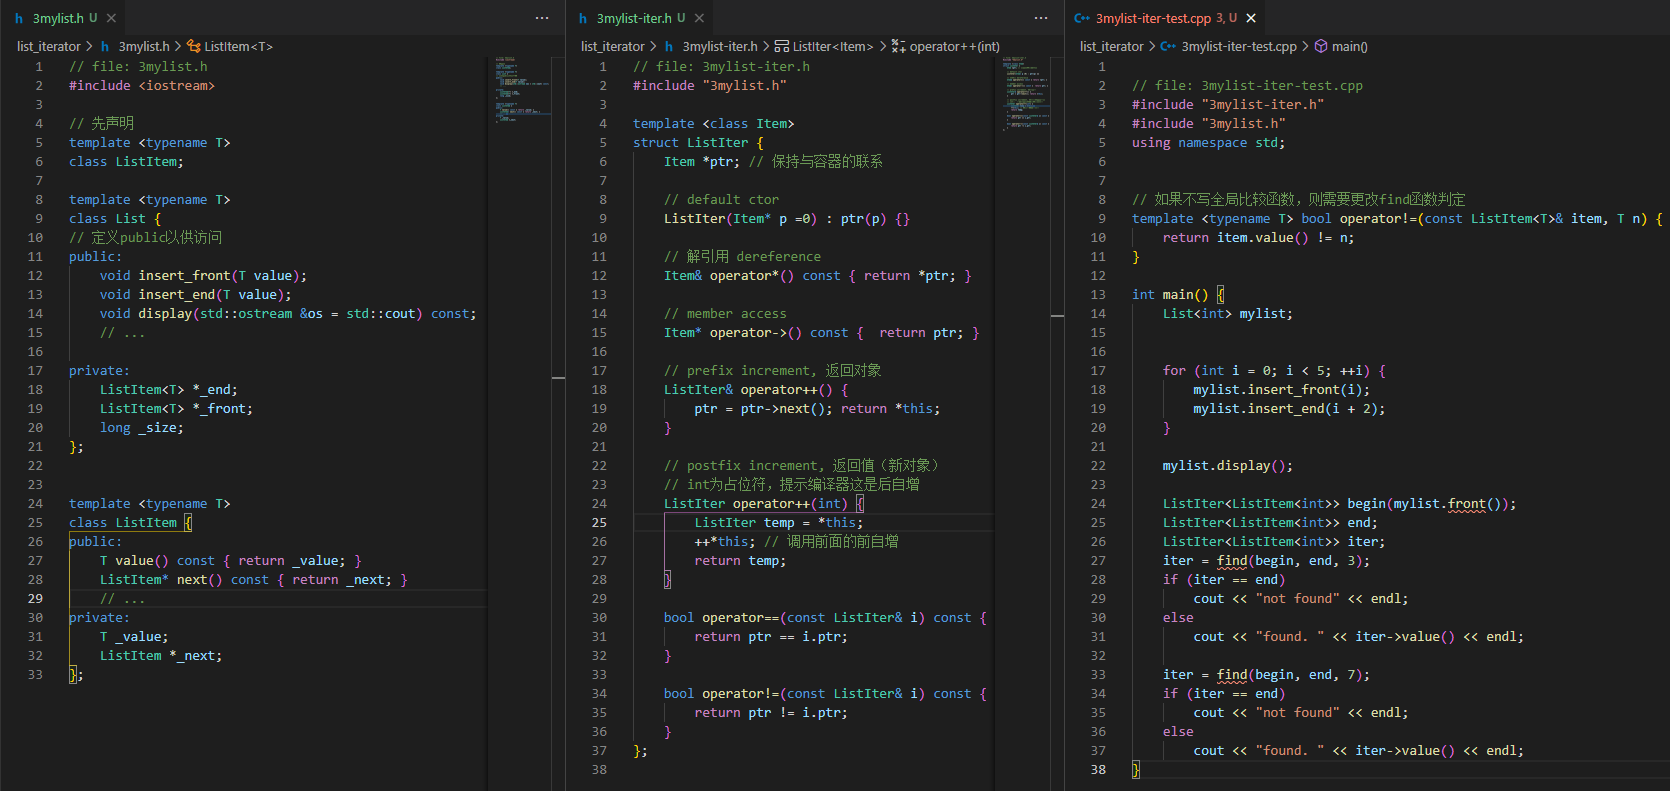 3mylist.h U
list_iterator > 3mylist.h > ListItem<T>
1 // file: 3mylist.h
2 #include <iostream>
3
4 // 先声明
5 template <typename T>
6 class ListItem;
7
8 template <typename T>
9 class List {
10 // 定义public以供访问
11 public:
12     void insert_front(T value);
13     void insert_end(T value);
14     void display(std::ostream &os = std::cout) const;
15     // ...
16
17 private:
18     ListItem<T> *_end;
19     ListItem<T> *_front;
20     long _size;
21 };
22
23
24 template <typename T>
25 class ListItem {
26 public:
27     T value() const { return _value; }
28     ListItem* next() const { return _next; }
29     // ...
30 private:
31     T _value;
32     ListItem *_next;
33 };
3mylist-iter.h U
list_iterator > 3mylist-iter.h > ListIter<Item> > operator++(int)
1 // file: 3mylist-iter.h
2 #include "3mylist.h"
3
4 template <class Item>
5 struct ListIter {
6     Item *ptr; // 保持与容器的联系
7
8     // default ctor
9     ListIter(Item* p =0) : ptr(p) {}
10
11     // 解引用 dereference
12     Item& operator*() const { return *ptr; }
13
14     // member access
15     Item* operator->() const {  return ptr; }
16
17     // prefix increment, 返回对象
18     ListIter& operator++() {
19         ptr = ptr->next(); return *this;
20     }
21
22     // postfix increment, 返回值（新对象）
23     // int为占位符，提示编译器这是后自增
24     ListIter operator++(int) {
25         ListIter temp = *this;
26         ++*this; // 调用前面的前自增
27         return temp;
28     }
29
30     bool operator==(const ListIter& i) const {
31         return ptr == i.ptr;
32     }
33
34     bool operator!=(const ListIter& i) const {
35         return ptr != i.ptr;
36     }
37 };
38
3mylist-iter-test.cpp 3, U
list_iterator > 3mylist-iter-test.cpp > main()
1
2 // file: 3mylist-iter-test.cpp
3 #include "3mylist-iter.h"
4 #include "3mylist.h"
5 using namespace std;
6
7
8 // 如果不写全局比较函数，则需要更改find函数判定
9 template <typename T> bool operator!=(const ListItem<T>& item, T n) {
10     return item.value() != n;
11 }
12
13 int main() {
14     List<int> mylist;
15
16
17     for (int i = 0; i < 5; ++i) {
18         mylist.insert_front(i);
19         mylist.insert_end(i + 2);
20     }
21
22     mylist.display();
23
24     ListIter<ListItem<int>> begin(mylist.front());
25     ListIter<ListItem<int>> end;
26     ListIter<ListItem<int>> iter;
27     iter = find(begin, end, 3);
28     if (iter == end)
29         cout << "not found" << endl;
30     else
31         cout << "found. " << iter->value() << endl;
32
33     iter = find(begin, end, 7);
34     if (iter == end)
35         cout << "not found" << endl;
36     else
37         cout << "found. " << iter->value() << endl;
38 }